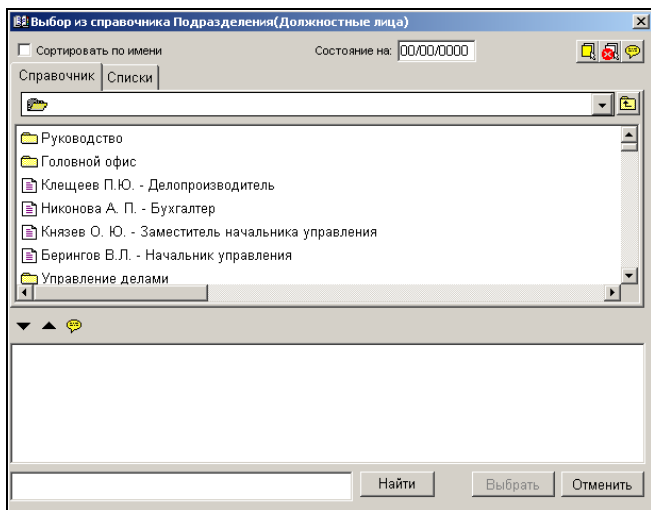 Выбор из справочника Подразделения(Должностные лица)
Сортировать по имени Состояние на: 00/00/0000
Справочник Списки
Руководство
Головной офис
Клещеев П.Ю. - Делопроизводитель
Никонова А. П. - Бухгалтер
Князев О. Ю. - Заместитель начальника управления
Берингов В.Л. - Начальник управления
Управление делами
Найти Выбрать Отменить